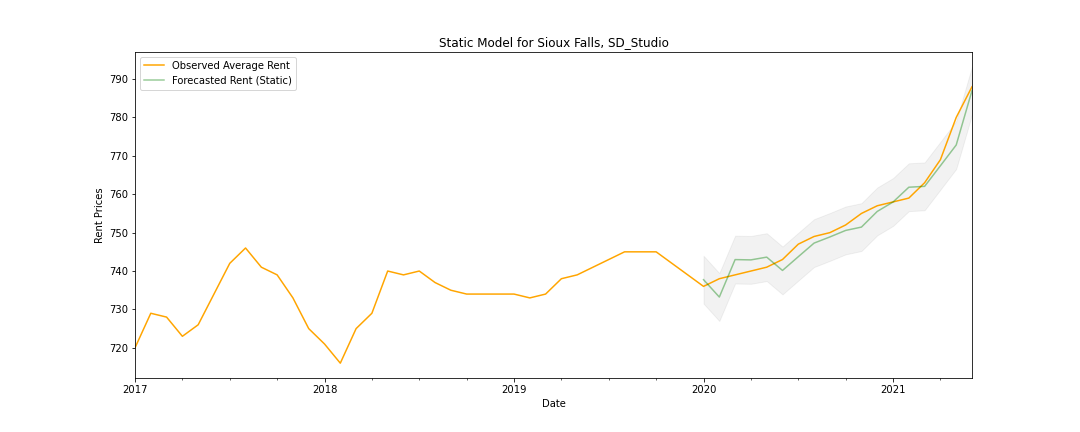 Static Model for Sioux Falls, SD_Studio
Observed Average Rent
Forecasted Rent (Static)
790
780
770
760
750
740
730
720
Rent Prices
2017
2018
2019
2020
2021
Date